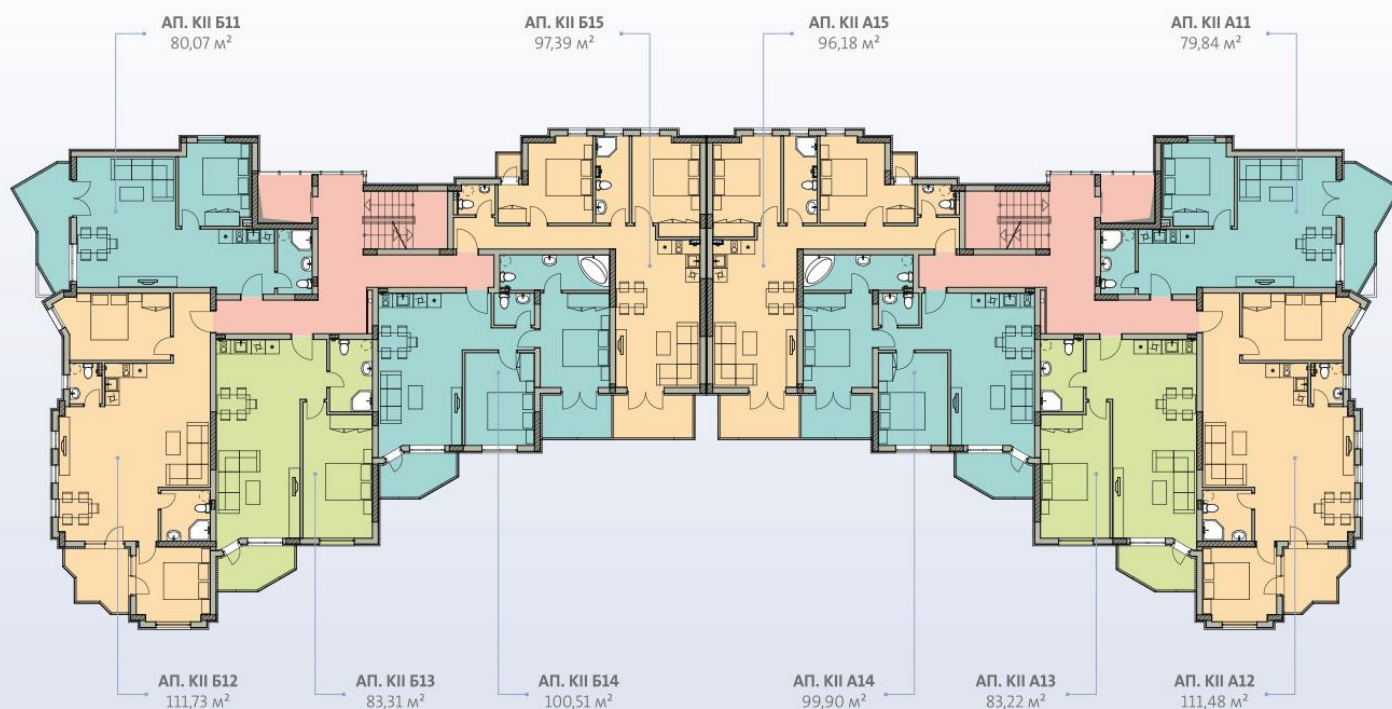 АП. КII Б11
80,07 м²
АП. КII Б15
97,39 м²
АП. КII А15
96,18 м²
АП. КII А11
79,84 м²
АП. КII Б12
111,73 м²
АП. КII Б13
83,31 м²
АП. КII Б14
100,51 м²
АП. КII А14
99,90 м²
АП. КII А13
83,22 м²
АП. КII А12
111,48 м²